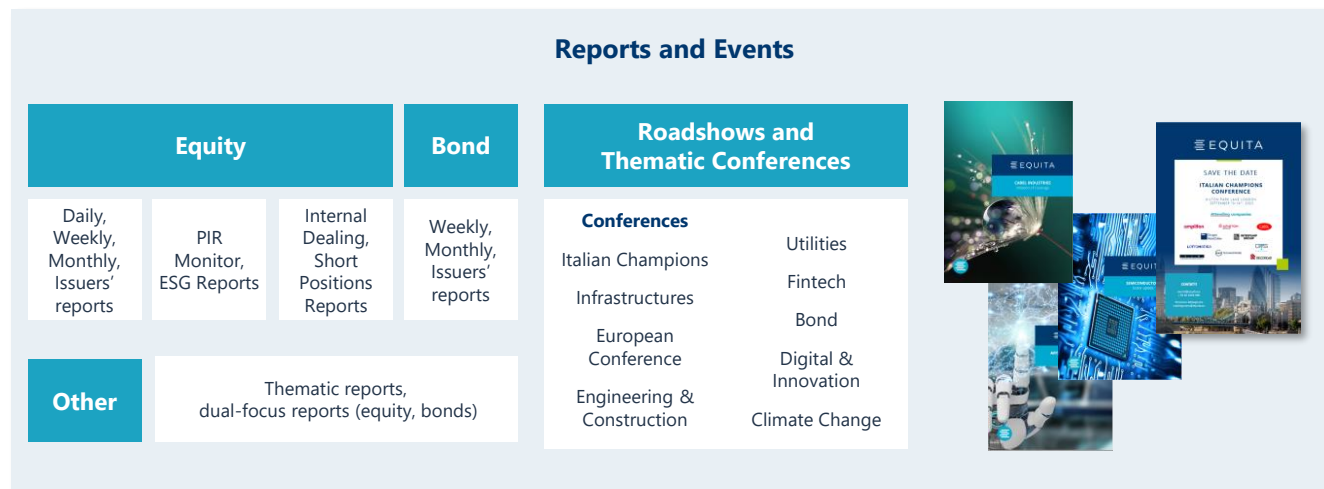 Reports and Events
Equity
Bond
Roadshows and
Thematic Conferences
Daily,
Weekly,
Monthly,
Issuers'
reports
PIR
Monitor,
ESG Reports
Internal
Dealing,
Short
Positions
Reports
Weekly,
Monthly,
Issuers'
reports
Other
Thematic reports,
dual-focus reports (equity, bonds)
Conferences
Italian Champions
Infrastructures
European
Conference
Engineering &
Construction
Utilities
Fintech
Bond
Digital &
Innovation
Climate Change
EQUITA
CAREL INDUSTRIES
EQUITA
EQUITA
SAVE THE DATE
ITALIAN CHAMPIONS
CONFERENCE